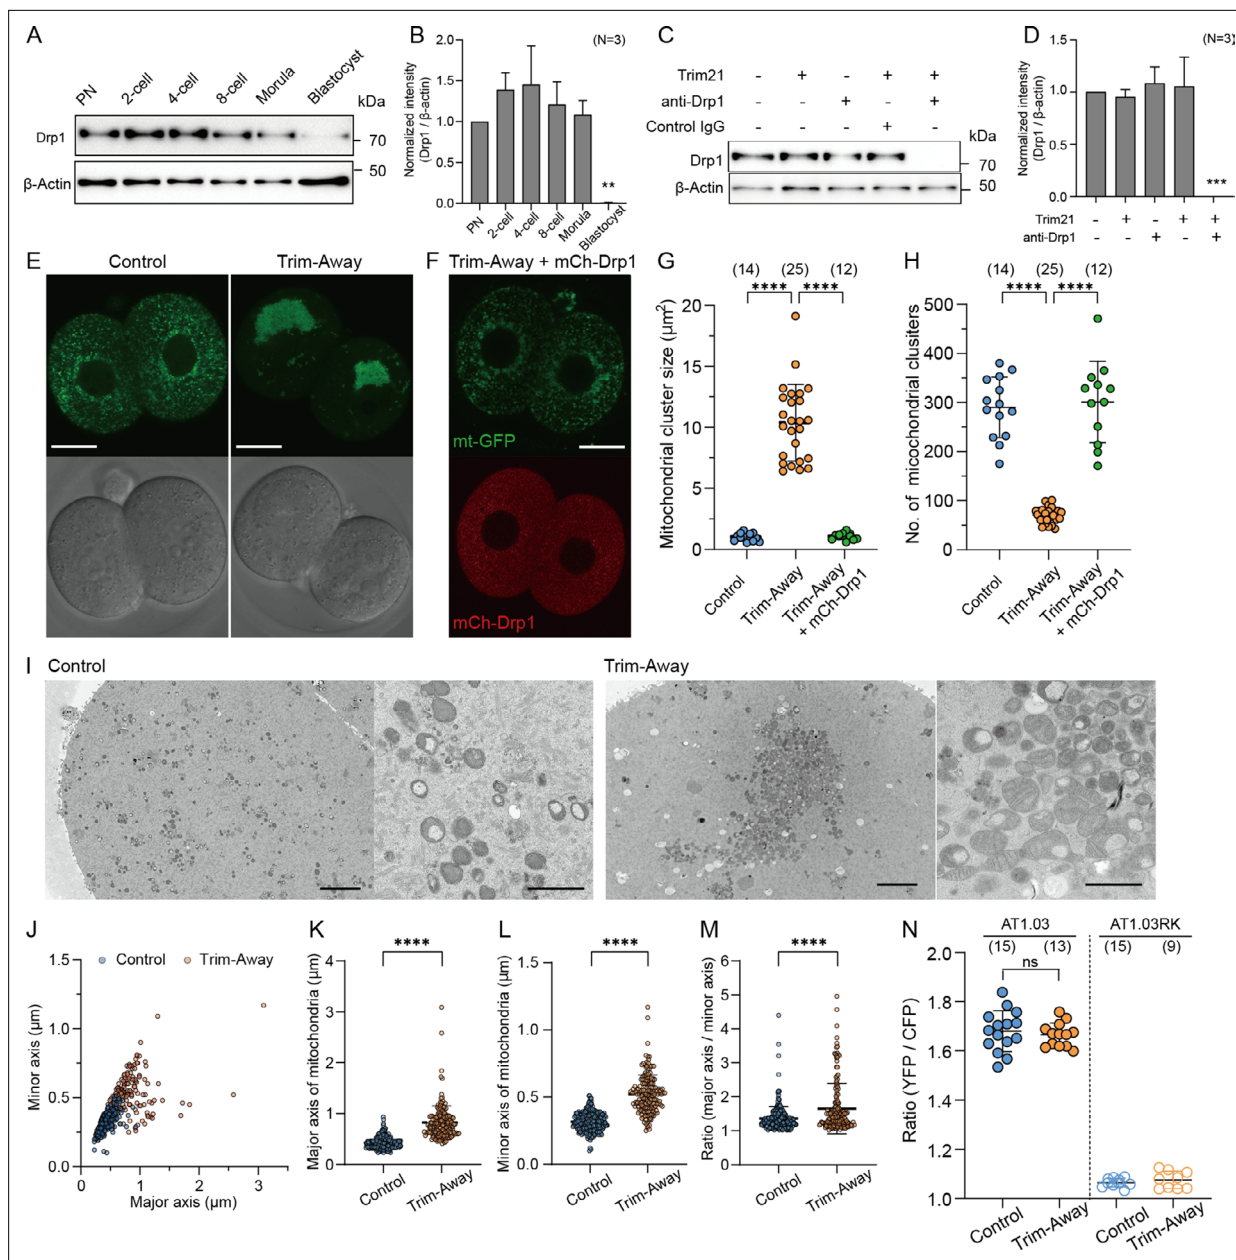 A
PN
2-cell
4-cell
8-cell
Morula
Blastocyst
kDa
Drp1
70
50
β-Actin
B
(N=3)
Normalized intensity
(Drp1 / β-actin)
2.0
1.5
1.0
0.5
0.0
**
PN
2-cell
4-cell
8-cell
Morula
Blastocyst
C
Trim21 - + - + +
anti-Drp1 - - + - +
Control IgG - - - + -
kDa
Drp1
70
β-Actin
50
D
(N=3)
Normalized intensity
(Drp1 / β-actin)
1.5
1.0
0.5
0.0
***
Trim21 - + - + +
anti-Drp1 - - + - +
E
Control
Trim-Away
F
Trim-Away + mCh-Drp1
mt-GFP
mCh-Drp1
G
(14) (25) (12)
**** ****
Mitochondrial cluster size (μm²)
20
15
10
5
0
Control
Trim-Away
Trim-Away
+ mCh-Drp1
H
(14) (25) (12)
**** ****
No. of micochondrial clusiters
500
400
300
200
100
0
Control
Trim-Away
Trim-Away
+ mCh-Drp1
I
Control
Trim-Away
J
Control
Trim-Away
Minor axis (μm)
1.5
1.0
0.5
0.0
0 1 2 3
Major axis (μm)
K
****
Major axis of mitochondria (μm)
4
3
2
1
0
Control
Trim-Away
L
****
Minor axis of mitochondria (μm)
1.5
1.0
0.5
0.0
Control
Trim-Away
M
****
Ratio (major axis / minor axis)
6
5
4
3
2
1
0
Control
Trim-Away
N
AT1.03
AT1.03RK
(15) (13) (15) (9)
ns
Ratio (YFP / CFP)
2.0
1.8
1.6
1.4
1.2
1.0
Control
Trim-Away
Control
Trim-Away